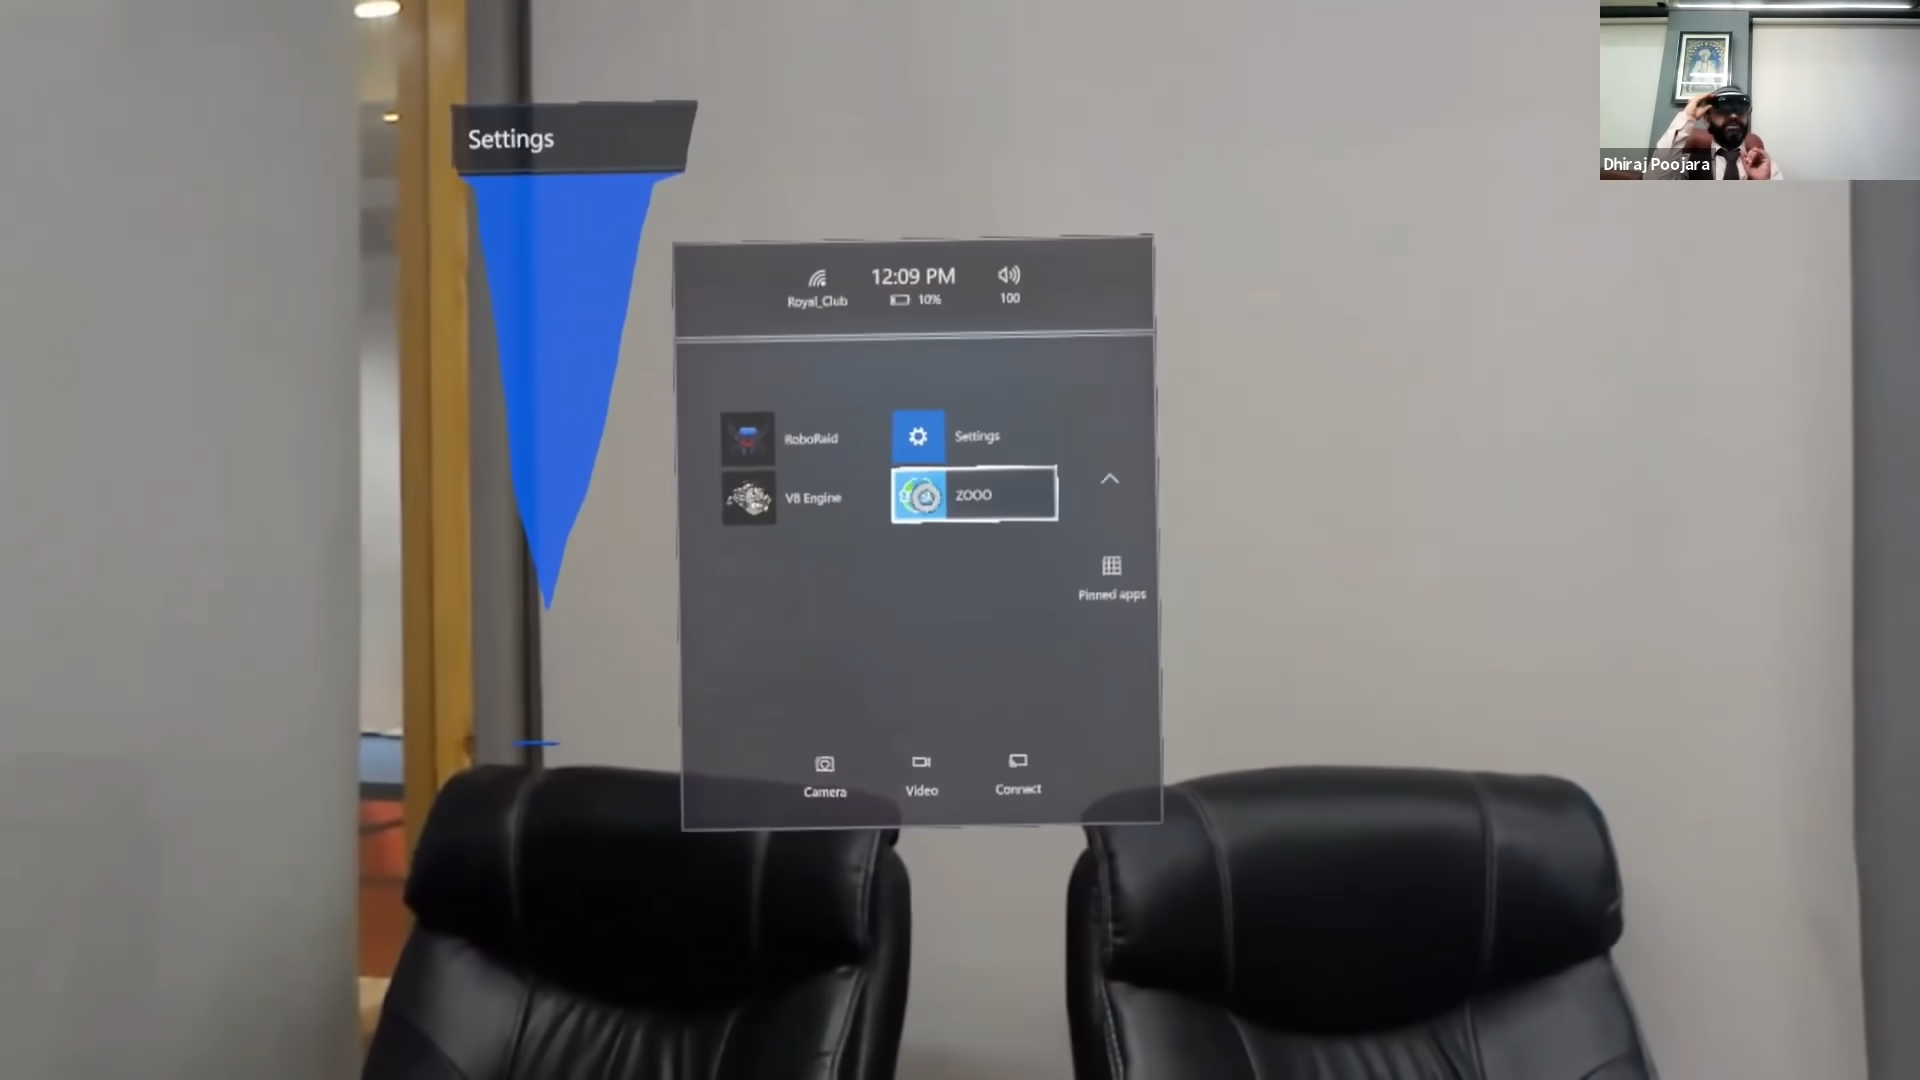 Settings
Dhiraj Poojara
12:09 PM
Royal_Club
10%
100
RoboRaid
Settings
V8 Engine
ZOOO
Pinned apps
Camera
Video
Connect